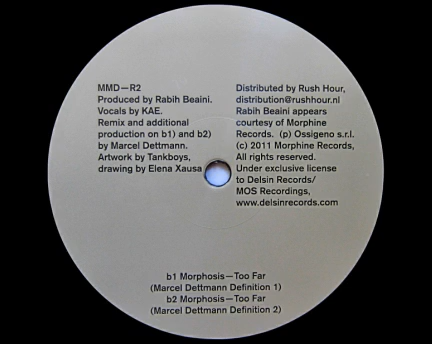 MMD—R2
Produced by Rabih Beaini.
Vocals by KAE.
Remix and additional
production on b1) and b2)
by Marcel Dettmann.
Artwork by Tankboys,
drawing by Elena Xausa
Distributed by Rush Hour,
distribution@rushhour.nl
Rabih Beaini appears
courtesy of Morphine
Records. (p) Ossigeno s.r.l.
(c) 2011 Morphine Records,
All rights reserved.
Under exclusive license
to Delsin Records/
MOS Recordings,
www.delsinrecords.com
b1 Morphosis—Too Far
(Marcel Dettmann Definition 1)
b2 Morphosis—Too Far
(Marcel Dettmann Definition 2)